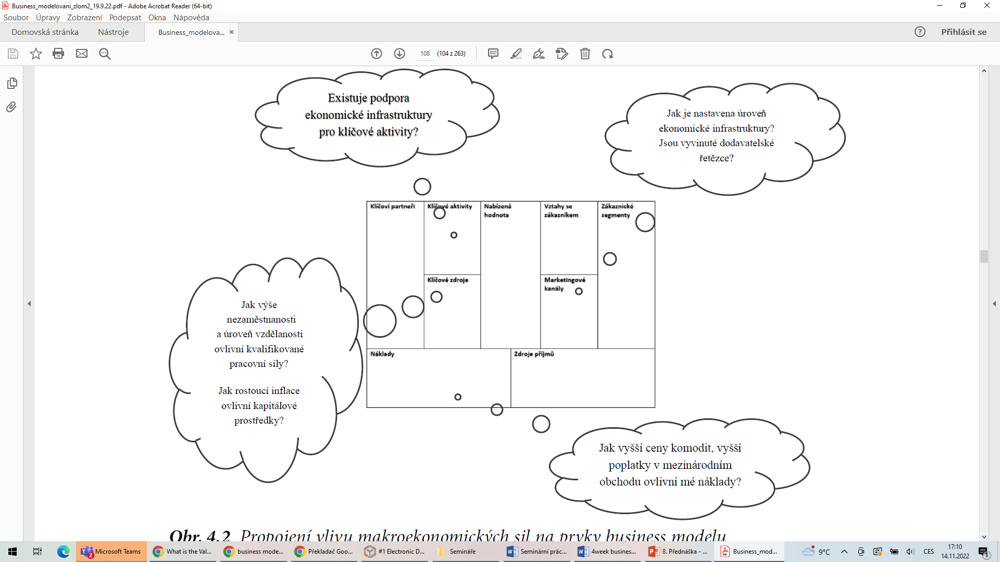 Business_modelovani_zlom2_19.9.22.pdf - Adobe Acrobat Reader (64-bit)
Soubor Úpravy Zobrazení Podepsat Okna Nápověda
Domovská stránka Nástroje Business_modelova... × ? Přihlásit se
108 (104 z 263)
Existuje podpora
ekonomické infrastruktury
pro klíčové aktivity?
Jak je nastavena úroveň
ekonomické infrastruktury?
Jsou vyvinuté dodavatelské
řetězce?
Klíčoví partneři
Klíčové aktivity
Nabízená
hodnota
Vztahy se
zákazníkem
Zákaznické
segmenty
Klíčové zdroje
Marketingové
kanály
Náklady
Zdroje příjmů
Jak výše
nezaměstnanosti
a úroveň vzdělanosti
ovlivní kvalifikované
pracovní síly?
Jak rostoucí inflace
ovlivní kapitálové
prostředky?
Jak vyšší ceny komodit, vyšší
poplatky v mezinárodním
obchodu ovlivní mé náklady?
Obr. 4.2 Propojení vlivu makroekonomických sil na prvky business modelu
2 Microsoft Teams What is the Val... business mode... Překladač Goo... #1 Electronic D... Semináře Seminární prác... 4week busines... 8. Přednáška - ... Business_mod... 9°C CES 17:10
14.11.2022 1